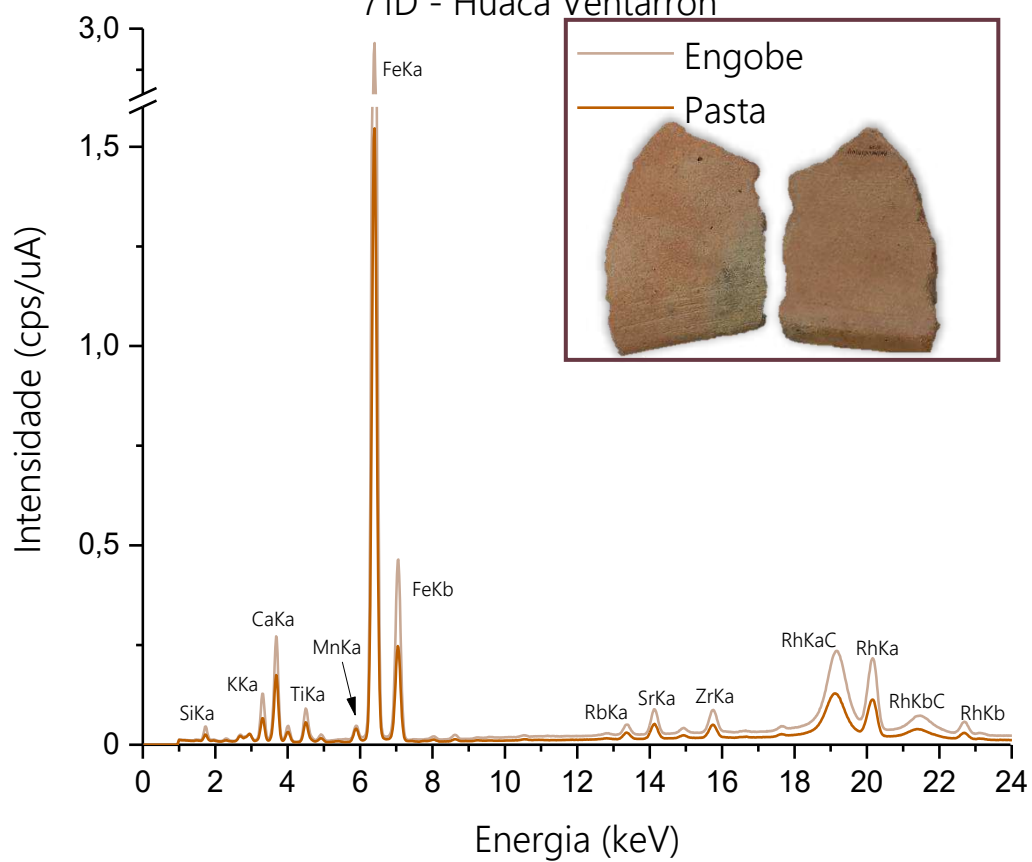 71D - Huaca Ventarrón
3,0
1,5
1,0
0,5
0
Intensidade (cps/uA)
Engobe
Pasta
FeKa
FeKb
CaKa
MnKa
KKa
TiKa
SiKa
RbKa
SrKa
ZrKa
RhKaC
RhKa
RhKbC
RhKb
0 2 4 6 8 10 12 14 16 18 20 22 24
Energia (keV)